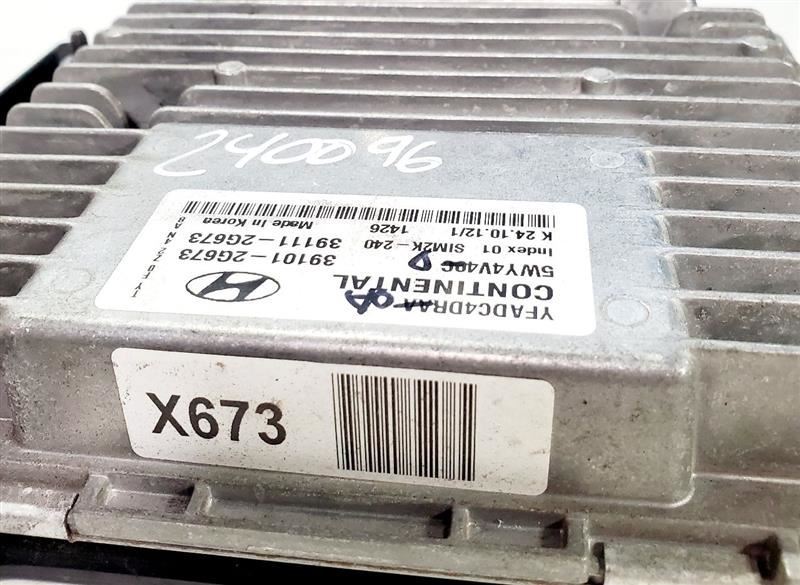 240096
YFADC4DRAA QA
CONTINENTAL
5WY4V49C D
Index 01 SIM2K-240
K 24.10.12/1 1426 Made In Korea
39101-2G673
39111-2G673
X673